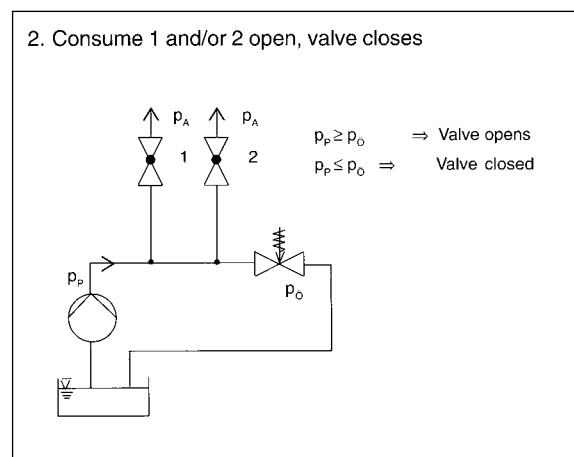 2. Consume 1 and/or 2 open, valve closes
p_A p_A
1 2
p_P ≥ p_Ö ⇒ Valve opens
p_P ≤ p_Ö ⇒ Valve closed
p_P
p_Ö